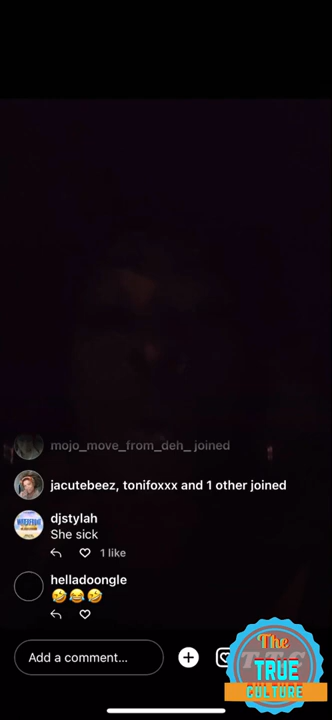 mojo_move_from_deh_ joined
jacutebeez, tonifoxxx and 1 other joined
djstylah
She sick
1 like
helladoongle
🤣😂🤣
Add a comment...
The
TTC
TRUE
CULTURE